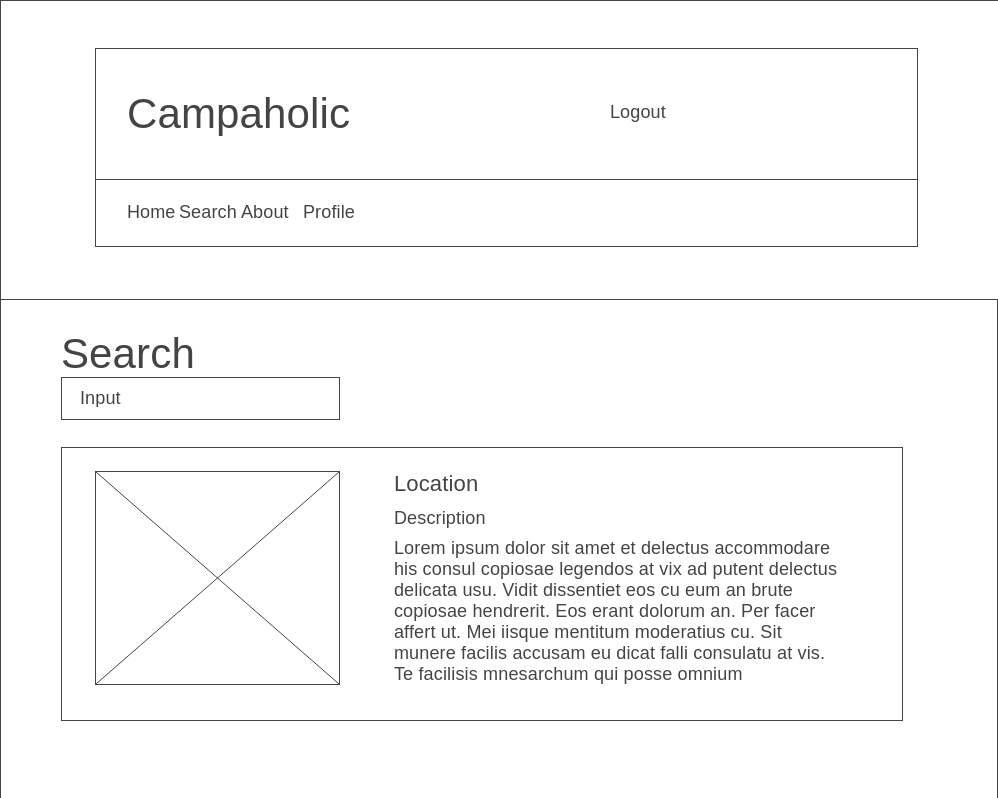 Campaholic
Logout
Home Search About Profile
Search
Input
Location
Description
Lorem ipsum dolor sit amet et delectus accommodare
his consul copiosae legendos at vix ad putent delectus
delicata usu. Vidit dissentiet eos cu eum an brute
copiosae hendrerit. Eos erant dolorum an. Per facer
affert ut. Mei iisque mentitum moderatius cu. Sit
munere facilis accusam eu dicat falli consulatu at vis.
Te facilisis mnesarchum qui posse omnium